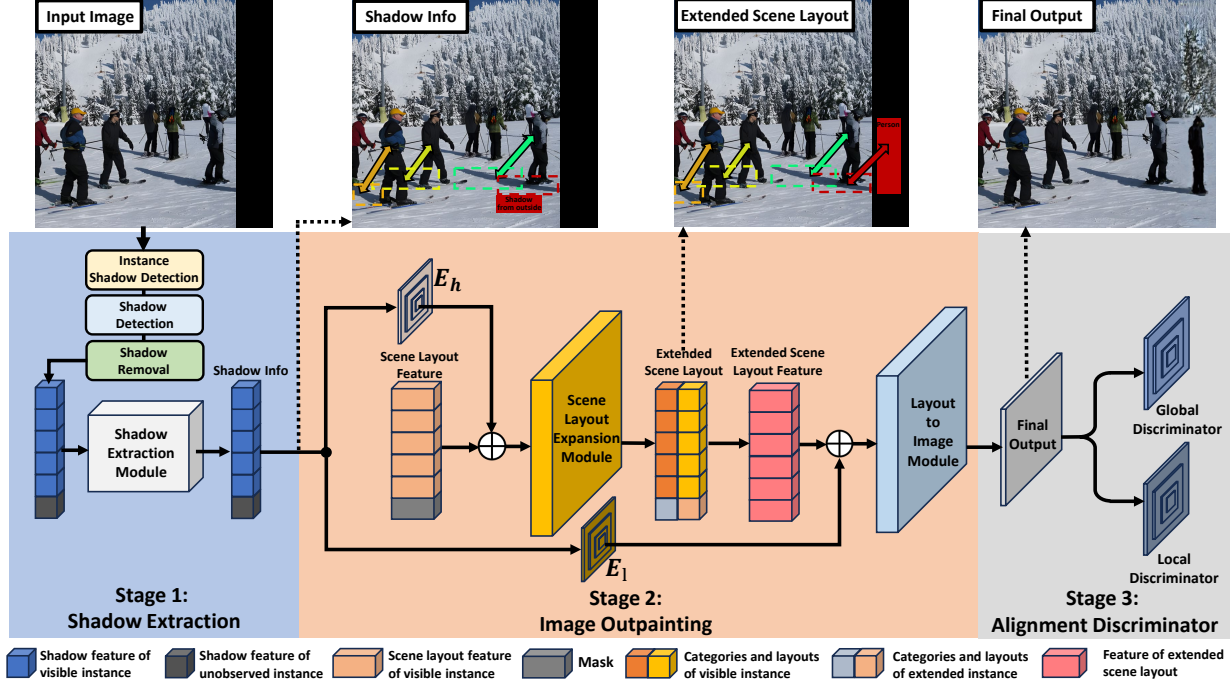 Input Image
Shadow Info
Extended Scene Layout
Final Output
Shadow
from outside
Person
Instance
Shadow Detection
Shadow
Detection
Shadow
Removal
Shadow Info
Shadow
Extraction
Module
E_h
Scene Layout
Feature
Scene
Layout
Expansion
Module
Extended
Scene Layout
Extended Scene
Layout Feature
E_l
Layout
to
Image
Module
Final
Output
Global
Discriminator
Local
Discriminator
Stage 1:
Shadow Extraction
Stage 2:
Image Outpainting
Stage 3:
Alignment Discriminator
Shadow feature of
visible instance
Shadow feature of
unobserved instance
Scene layout feature
of visible instance
Mask
Categories and layouts
of visible instance
Categories and layouts
of extended instance
Feature of extended
scene layout